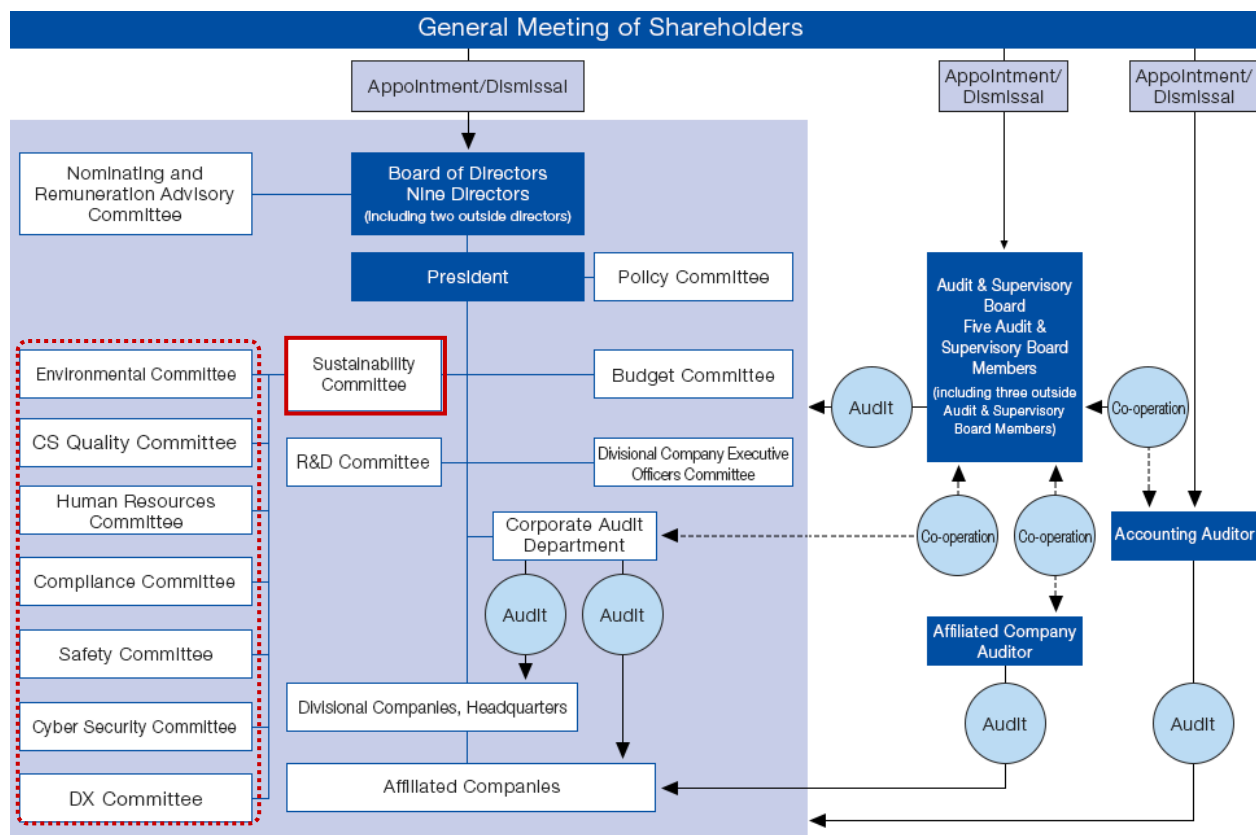 General Meeting of Shareholders
Appointment/Dismissal
Appointment/
Dismissal
Appointment/
Dismissal
Nominating and
Remuneration Advisory
Committee
Board of Directors
Nine Directors
(including two outside directors)
President
Policy Committee
Audit & Supervisory
Board
Five Audit &
Supervisory Board
Members
(including three outside
Audit & Supervisory
Board Members)
Environmental Committee
Sustainability
Committee
Budget Committee
Audit
Co-operation
CS Quality Committee
R&D Committee
Divisional Company Executive
Officers Committee
Human Resources
Committee
Corporate Audit
Department
Co-operation
Co-operation
Accounting Auditor
Compliance Committee
Audit
Audit
Safety Committee
Affiliated Company
Auditor
Divisional Companies, Headquarters
Cyber Security Committee
Audit
Audit
Affiliated Companies
DX Committee